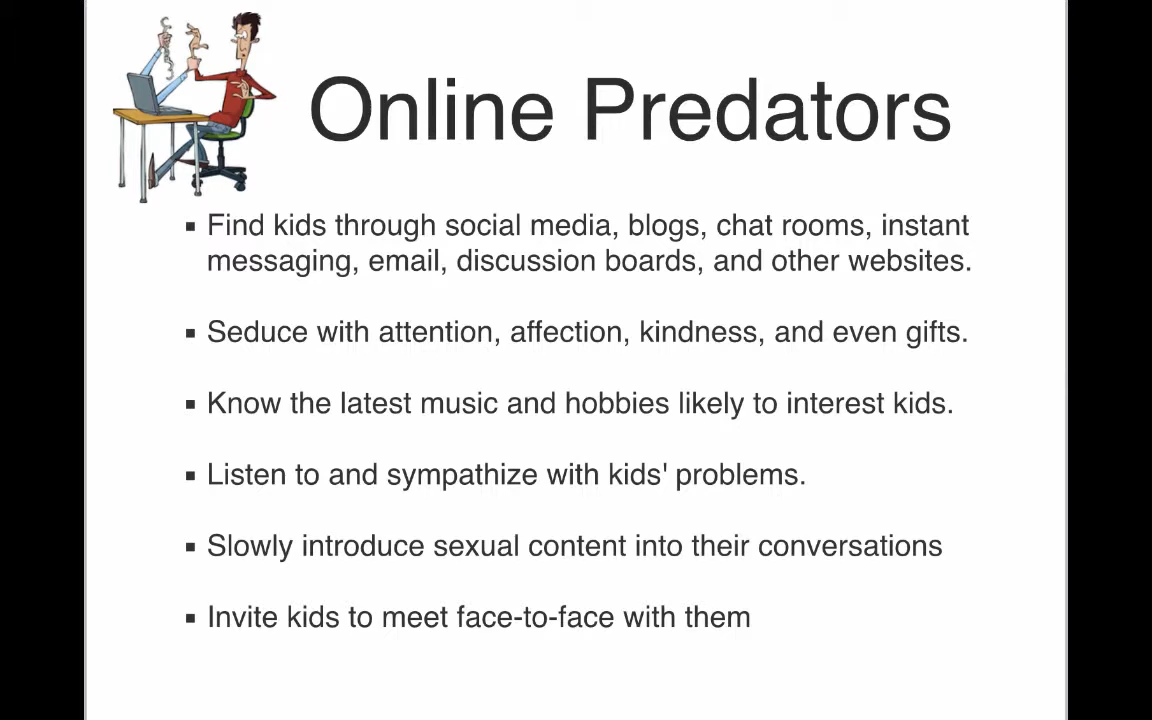 Online Predators
▪ Find kids through social media, blogs, chat rooms, instant
messaging, email, discussion boards, and other websites.
▪ Seduce with attention, affection, kindness, and even gifts.
▪ Know the latest music and hobbies likely to interest kids.
▪ Listen to and sympathize with kids' problems.
▪ Slowly introduce sexual content into their conversations
▪ Invite kids to meet face-to-face with them